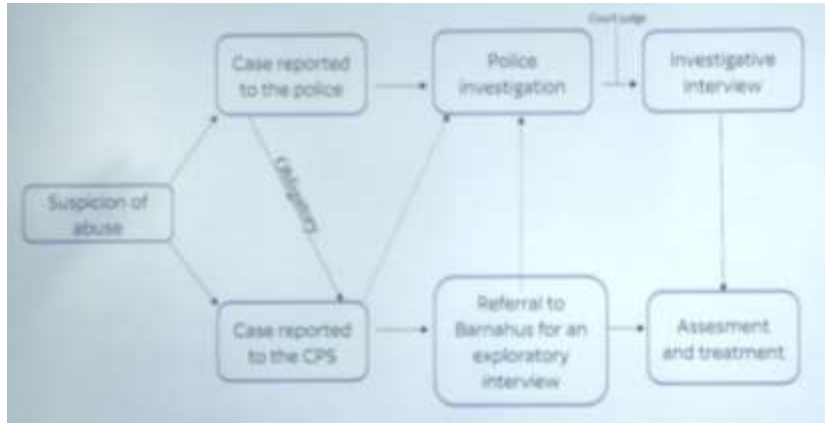 Court judge
Case reported
to the police
Police
investigation
Investigative
interview
Obligatory
Suspicion of
abuse
Case reported
to the CPS
Referral to
Barnahus for an
exploratory
interview
Assesment
and treatment